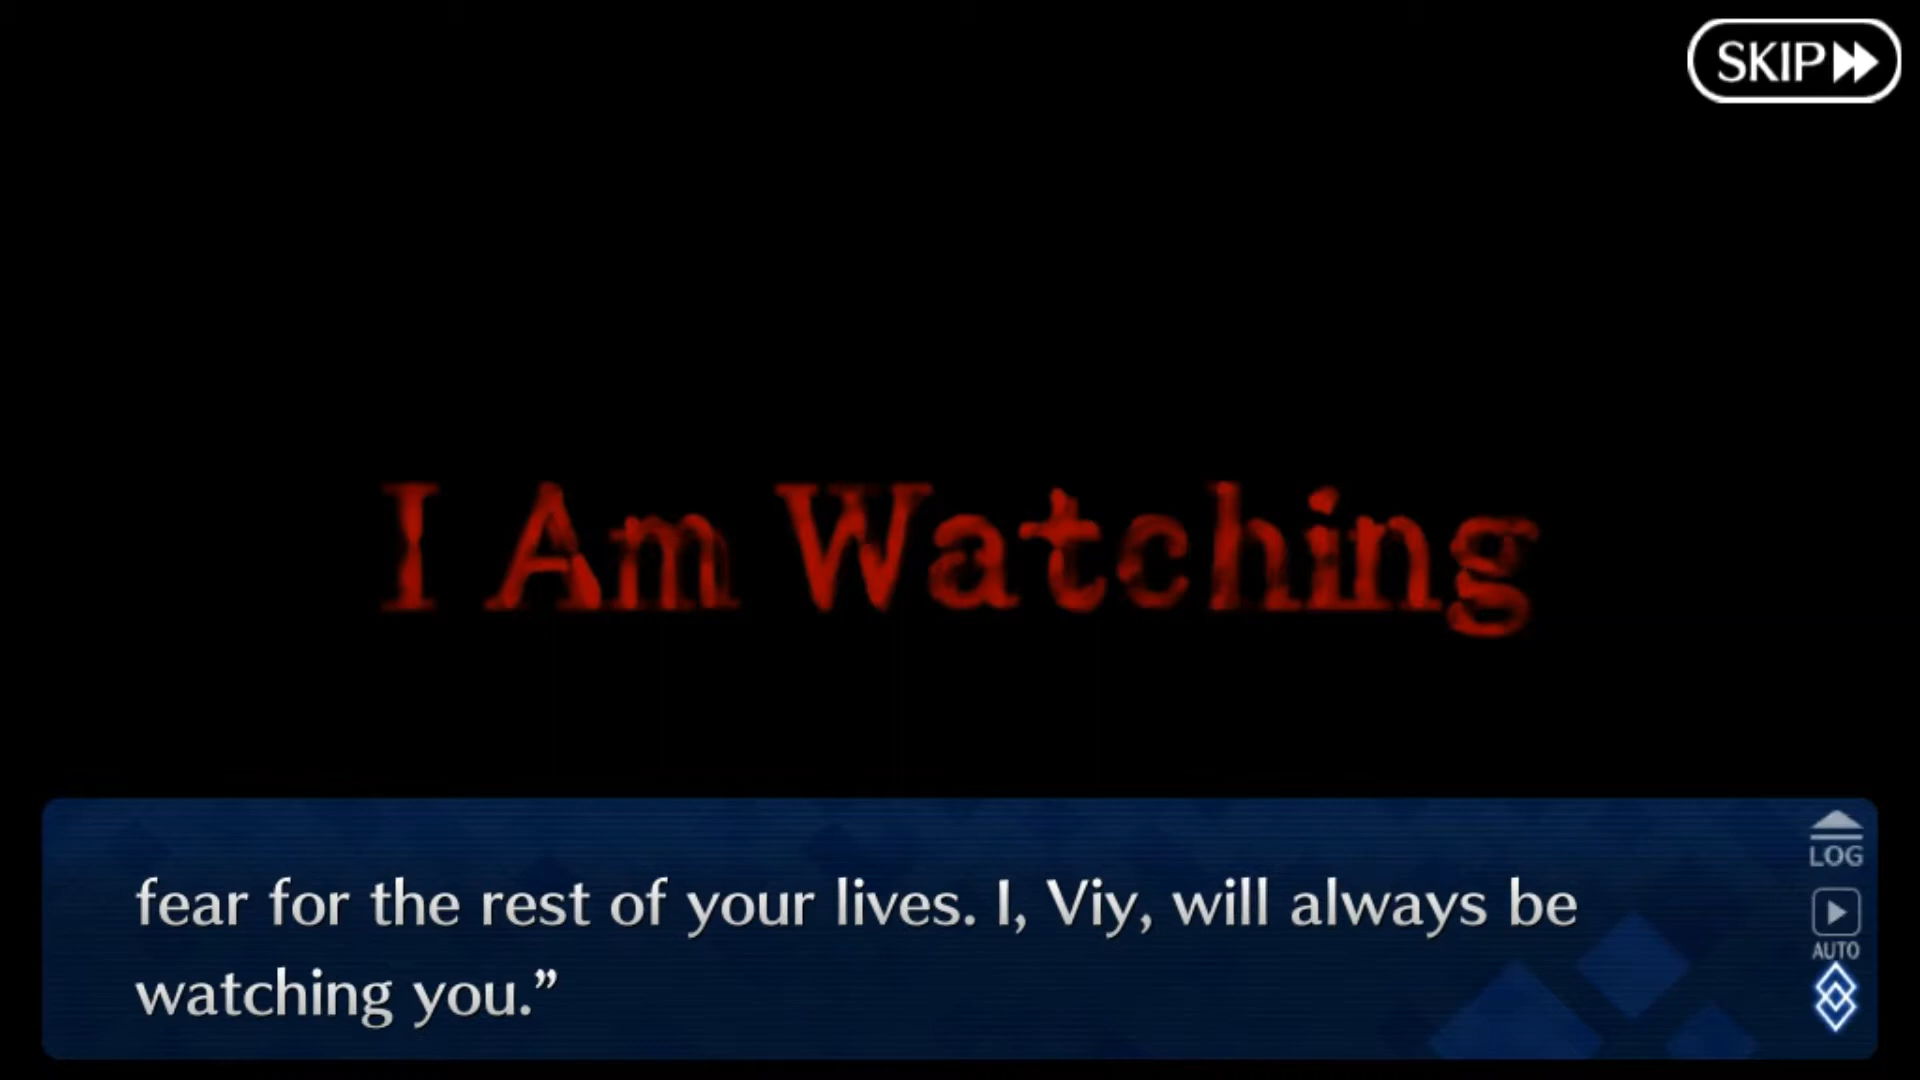 SKIP
I Am Watching
fear for the rest of your lives. I, Viy, will always be
watching you.”
LOG
AUTO